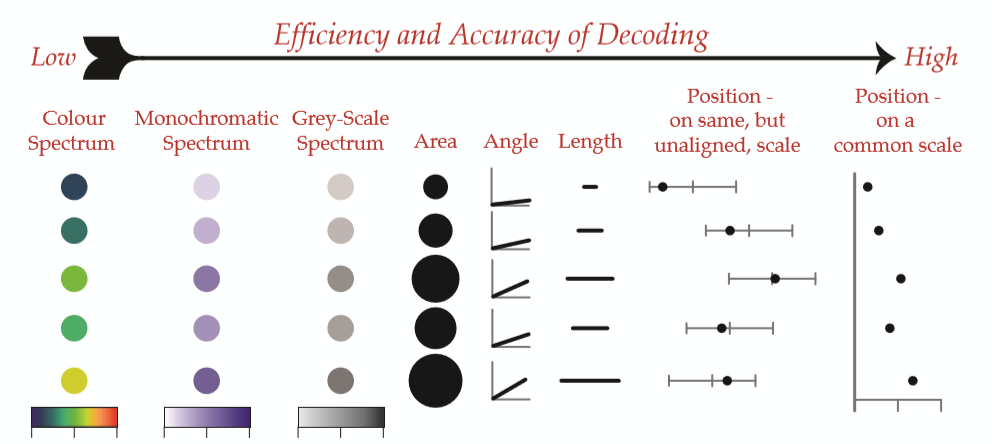 Efficiency and Accuracy of Decoding
Low
High
Colour
Spectrum
Monochromatic
Spectrum
Grey-Scale
Spectrum
Area
Angle
Length
Position -
on same, but
unaligned, scale
Position -
on a
common scale